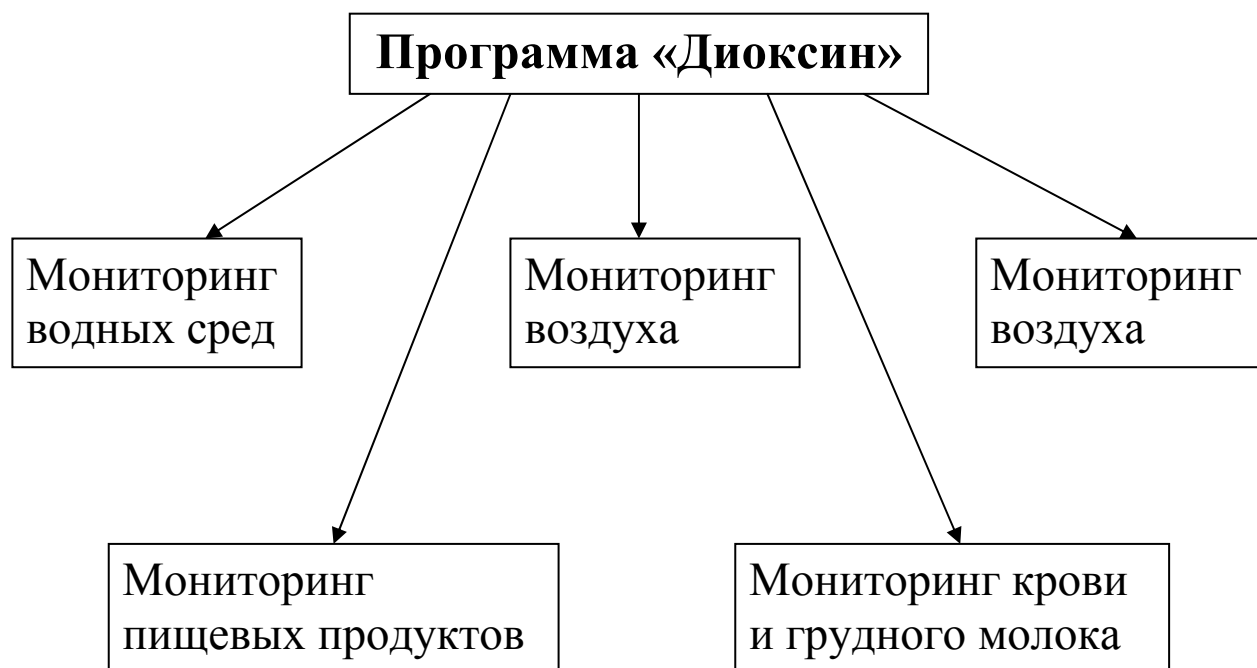 Программа «Диоксин»
Мониторинг
водных сред
Мониторинг
воздуха
Мониторинг
воздуха
Мониторинг
пищевых продуктов
Мониторинг крови
и грудного молока